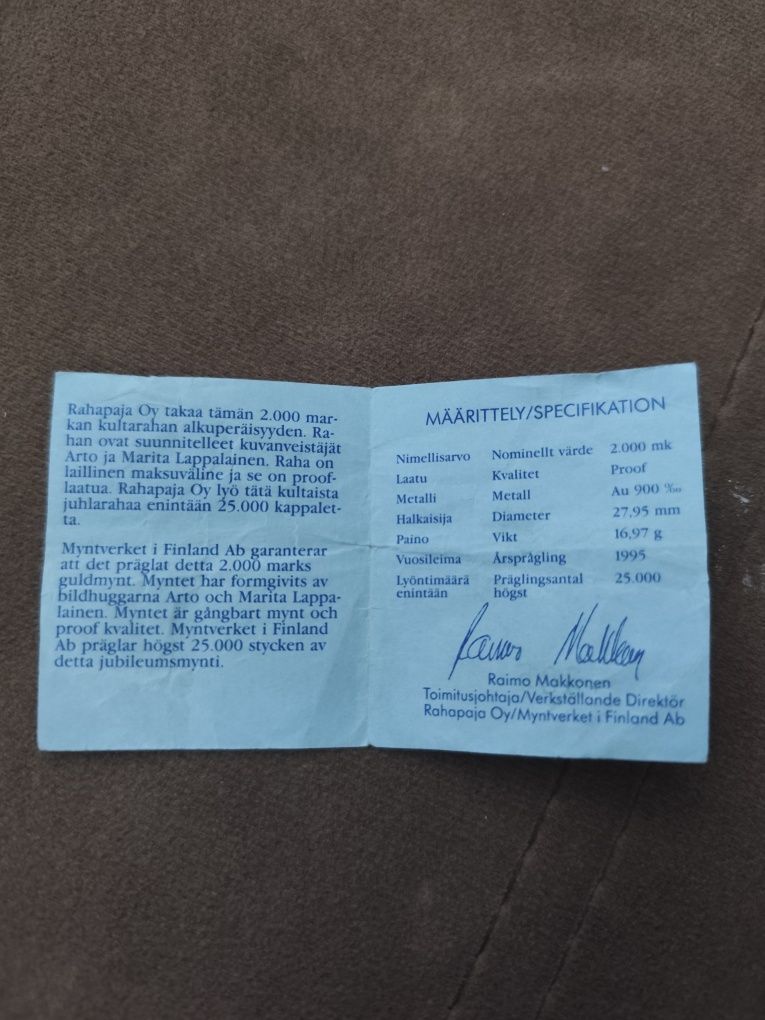 Rahapaja Oy takaa tämän 2.000 mar-
kan kultarahan alkuperäisyyden. Ra-
han ovat suunnitelleet kuvanveistäjät
Arto ja Marita Lappalainen. Raha on
laillinen maksuväline ja se on proof-
laatua. Rahapaja Oy lyö tätä kultaista
juhlarahaa enintään 25.000 kappalet-
ta.
Myntverket i Finland Ab garanterar
att det präglat detta 2.000 marks
guldmynt. Myntet har formgivits av
bildhuggarna Arto och Marita Lappa-
lainen. Myntet är gångbart mynt och
proof kvalitet. Myntverket i Finland
Ab präglar högst 25.000 stycken av
detta jubileumsmynti.
MÄÄRITTELY/SPECIFIKATION
Nimellisarvo Nominellt värde 2.000 mk
Laatu Kvalitet Proof
Metalli Metall Au 900 ‰
Halkaisija Diameter 27,95 mm
Paino Vikt 16,97 g
Vuosileima Årsprågling 1995
Lyöntimäärä Präglingsantal 25.000
enintään högst
Raimo Makkonen
Raimo Makkonen
Toimitusjohtaja/Verkställande Direktör
Rahapaja Oy/Myntverket i Finland Ab